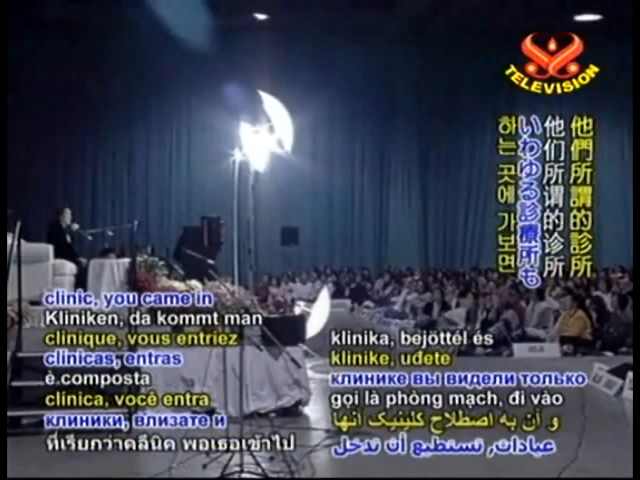 TELEVISION
他們所謂的診所
他们所谓的诊所
いわゆる診療所も
하는 곳에 가보면
clinic, you came in
Kliniken, da kommt man
clinique, vous entriez
clínicas, entras
è composta
clínica, você entra
клиники, влизате и
ที่เรียกว่าคลีนิค พอเธอเข้าไป
klinika, bejöttél és
klinike, uđete
клинике вы видели только
gọi là phòng mạch, đi vào
و آن به اصطلاح کلینیک آنها
عيادات, تستطيع أن تدخل